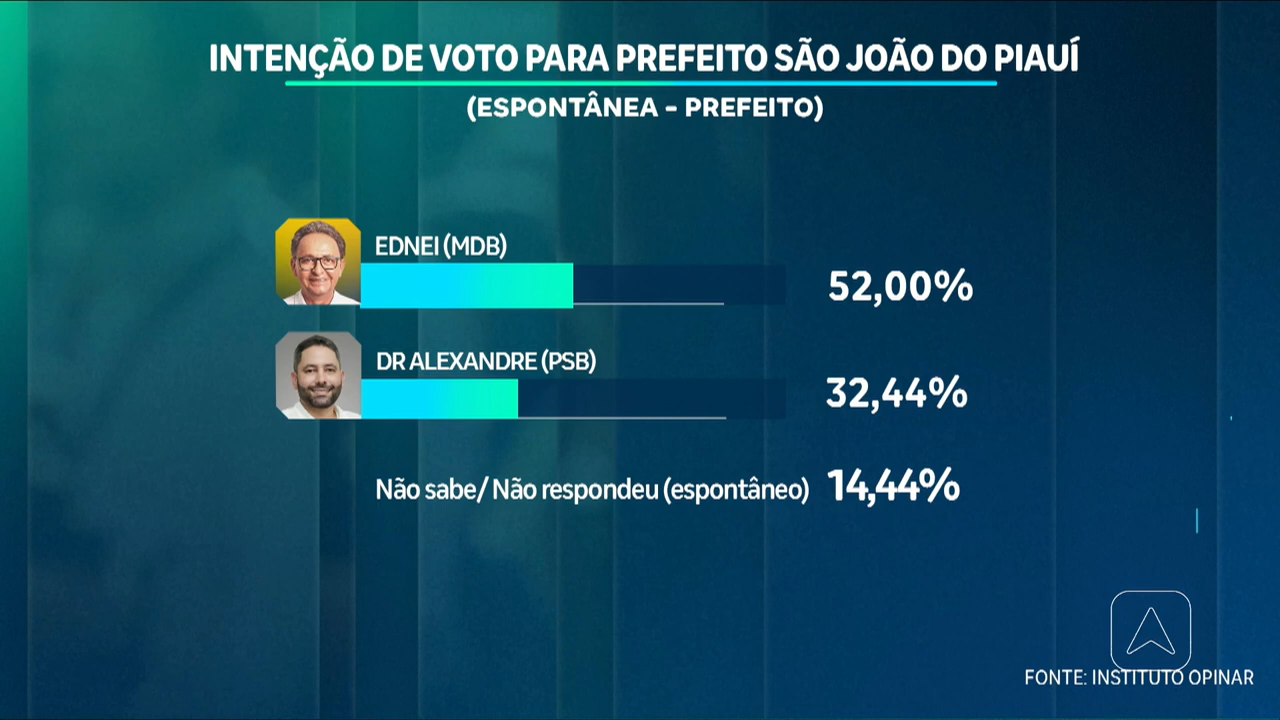 INTENÇÃO DE VOTO PARA PREFEITO SÃO JOÃO DO PIAUÍ
(ESPONTÂNEA - PREFEITO)
EDNEI (MDB)
52,00%
DR ALEXANDRE (PSB)
32,44%
Não sabe/ Não respondeu (espontâneo) 14,44%
FONTE: INSTITUTO OPINAR